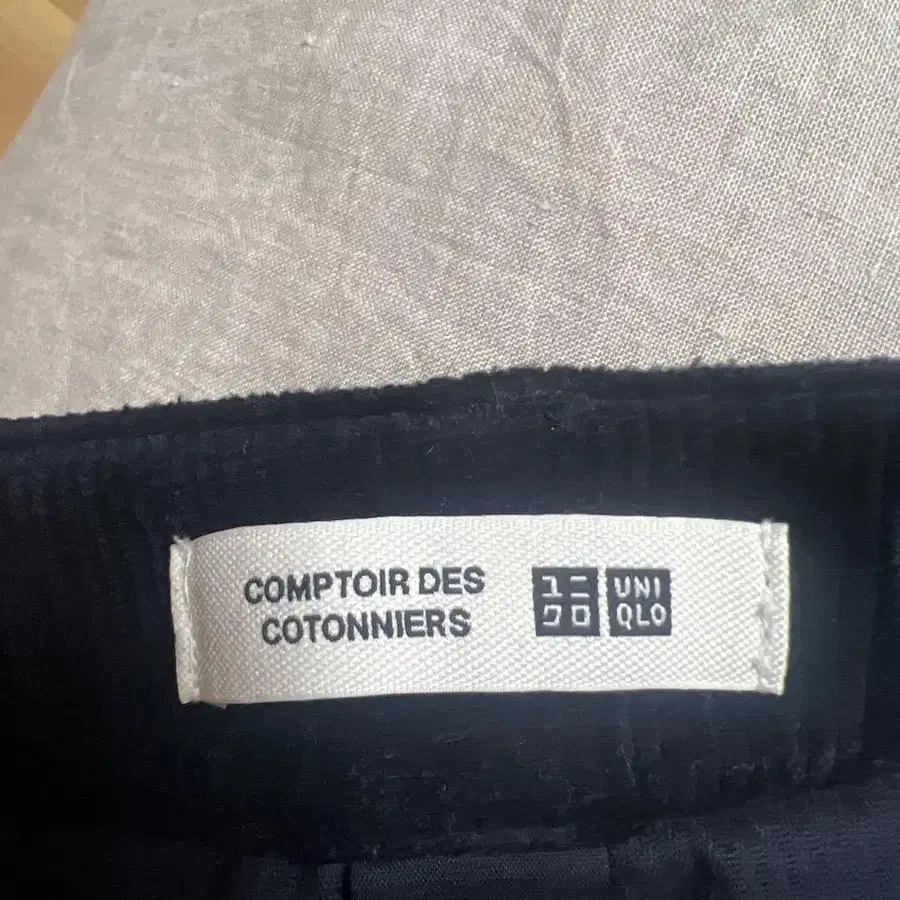 COMPTOIR DES
COTONNIERS
ユニ
クロ
UNI
QLO